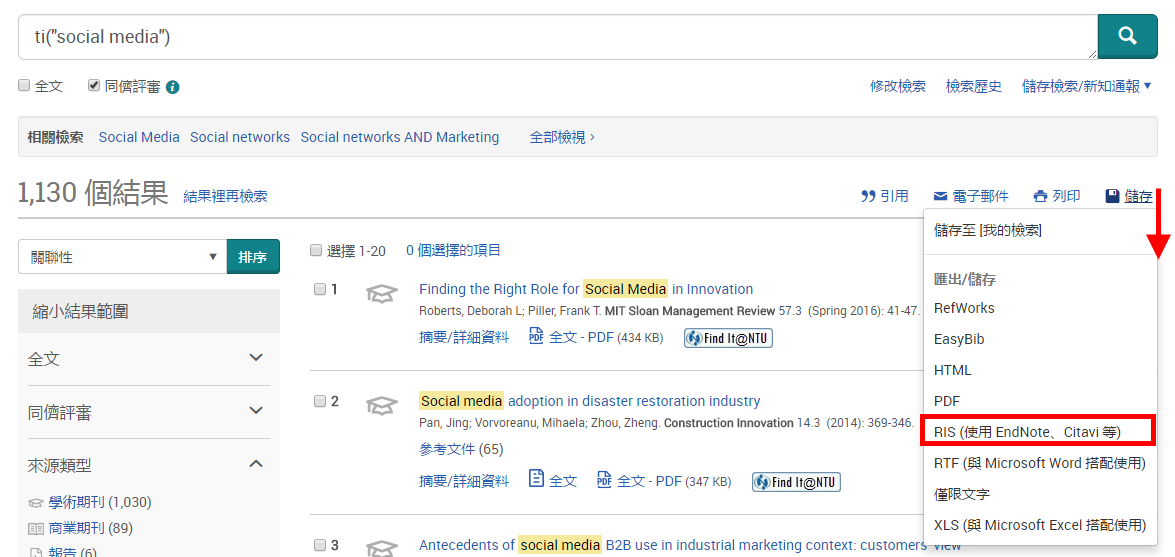 ti("social media")
全文 同儕評審 修改檢索 檢索歷史 儲存檢索/新知通報
相關檢索 Social Media Social networks Social networks AND Marketing 全部檢視 ›
1,130 個結果 結果裡再檢索 引用 電子郵件 列印 儲存
關聯性 排序
選擇 1-20 0 個選擇的項目
縮小結果範圍
全文
同儕評審
來源類型
學術期刊 (1,030)
商業期刊 (89)
報告 (6)
1 Finding the Right Role for Social Media in Innovation
Roberts, Deborah L; Piller, Frank T. MIT Sloan Management Review 57.3 (Spring 2016): 41-47.
摘要/詳細資料 PDF 全文 - PDF (434 KB) Find It@NTU
2 Social media adoption in disaster restoration industry
Pan, Jing; Vorvoreanu, Mihaela; Zhou, Zheng. Construction Innovation 14.3 (2014): 369-346.
參考文件 (65)
摘要/詳細資料 全文 PDF 全文 - PDF (347 KB) Find It@NTU
3 Antecedents of social media B2B use in industrial marketing context: customers' view
儲存至 [我的檢索]
匯出/儲存
RefWorks
EasyBib
HTML
PDF
RIS (使用 EndNote、Citavi 等)
RTF (與 Microsoft Word 搭配使用)
僅限文字
XLS (與 Microsoft Excel 搭配使用)